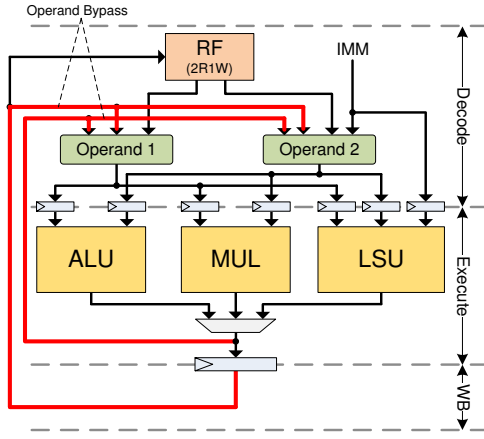 Operand Bypass
RF
(2R1W)
IMM
Decode
Operand 1
Operand 2
ALU
MUL
LSU
Execute
WB